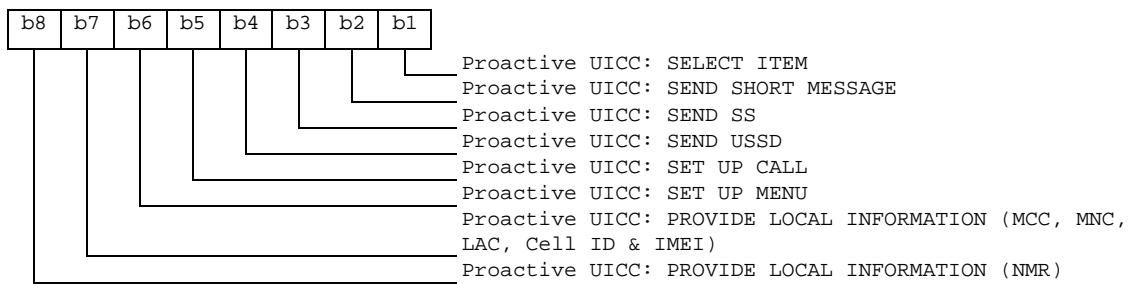 b8 b7 b6 b5 b4 b3 b2 b1
Proactive UICC: SELECT ITEM
Proactive UICC: SEND SHORT MESSAGE
Proactive UICC: SEND SS
Proactive UICC: SEND USSD
Proactive UICC: SET UP CALL
Proactive UICC: SET UP MENU
Proactive UICC: PROVIDE LOCAL INFORMATION (MCC, MNC,
LAC, Cell ID & IMEI)
Proactive UICC: PROVIDE LOCAL INFORMATION (NMR)